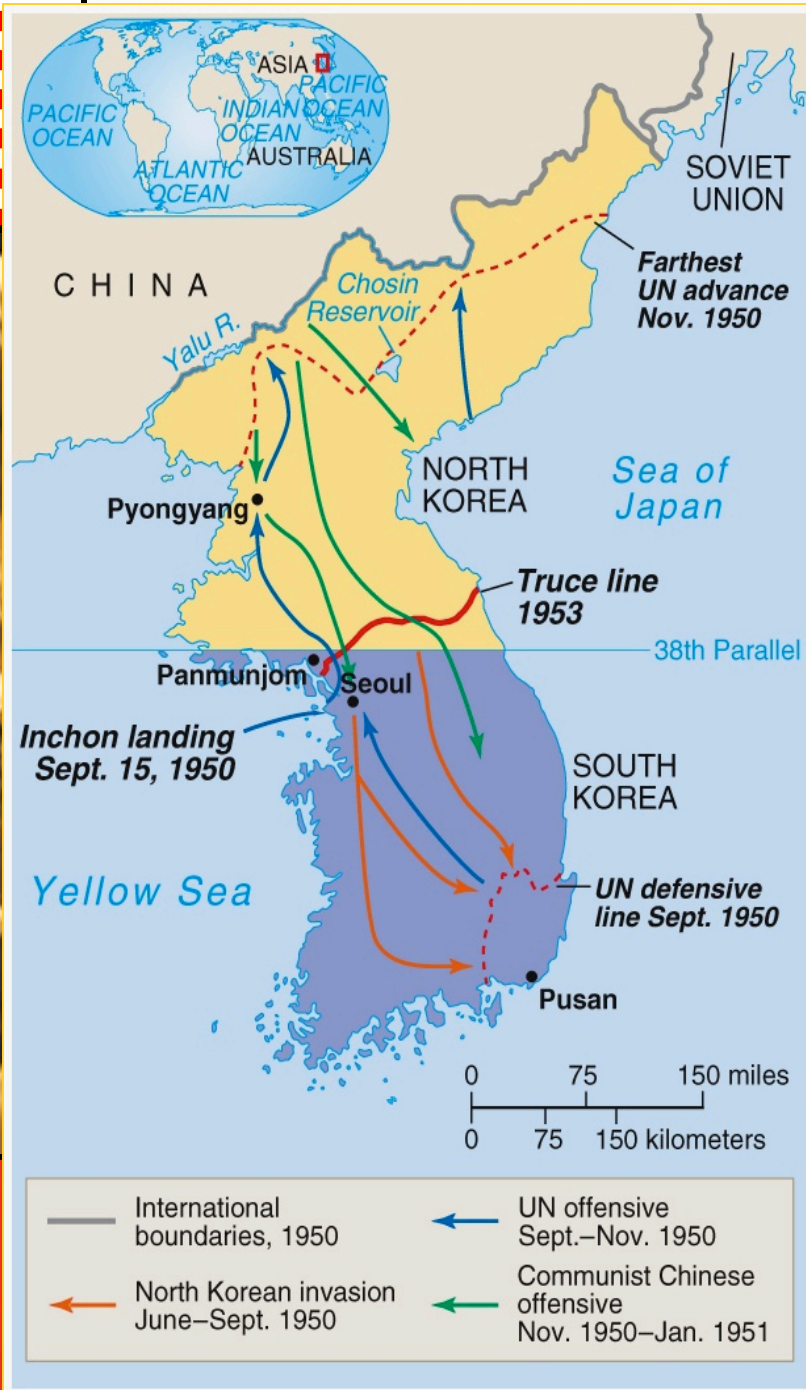 ASIA
PACIFIC
OCEAN
PACIFIC
OCEAN
INDIAN
OCEAN
AUSTRALIA
ATLANTIC
OCEAN
SOVIET
UNION
Farthest
UN advance
Nov. 1950
CHINA
Chosin
Reservoir
Yalu R.
NORTH
KOREA
Sea of
Japan
Pyongyang
Truce line
1953
38th Parallel
Panmunjom
Seoul
Inchon landing
Sept. 15, 1950
SOUTH
KOREA
Yellow Sea
UN defensive
line Sept. 1950
Pusan
0 75 150 miles
0 75 150 kilometers
International
boundaries, 1950
North Korean invasion
June–Sept. 1950
UN offensive
Sept.–Nov. 1950
Communist Chinese
offensive
Nov. 1950–Jan. 1951